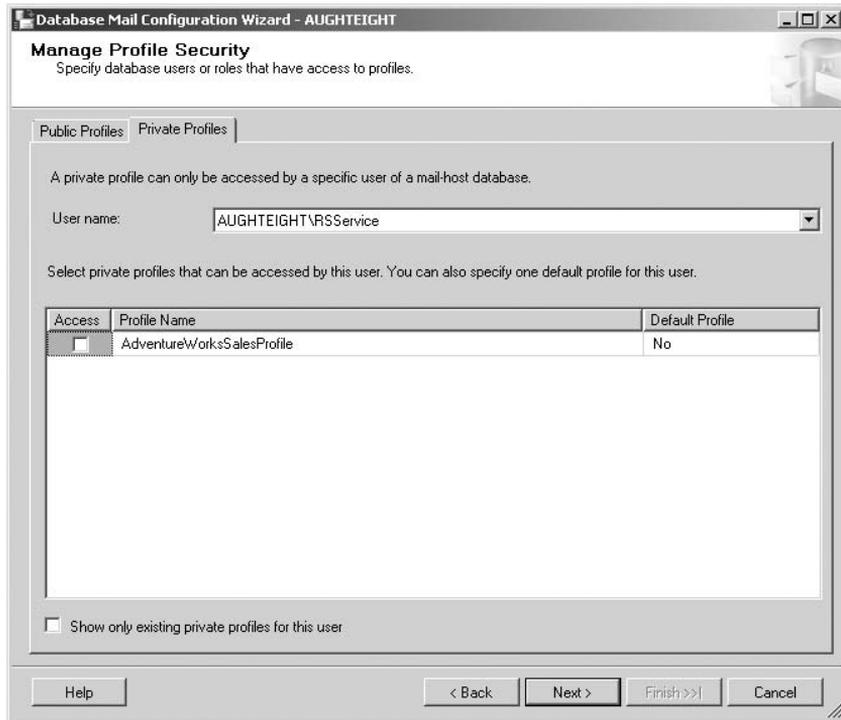 Database Mail Configuration Wizard - AUGHTEIGHT
Manage Profile Security
Specify database users or roles that have access to profiles.
Public Profiles Private Profiles
A private profile can only be accessed by a specific user of a mail-host database.
User name: AUGHTEIGHT\RSService
Select private profiles that can be accessed by this user. You can also specify one default profile for this user.
Access Profile Name Default Profile
AdventureWorksSalesProfile No
Show only existing private profiles for this user
Help < Back Next > Finish >>| Cancel